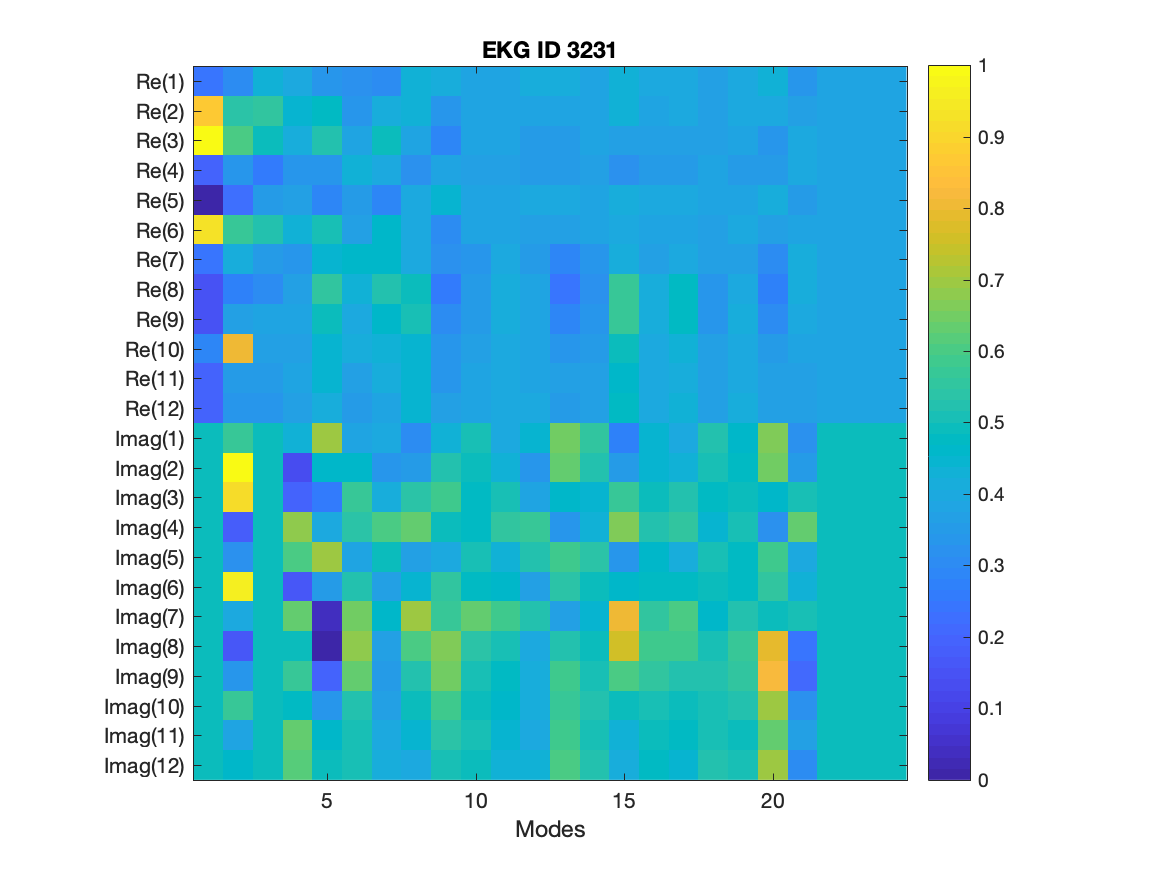 EKG ID 3231
Re(1)
Re(2)
Re(3)
Re(4)
Re(5)
Re(6)
Re(7)
Re(8)
Re(9)
Re(10)
Re(11)
Re(12)
Imag(1)
Imag(2)
Imag(3)
Imag(4)
Imag(5)
Imag(6)
Imag(7)
Imag(8)
Imag(9)
Imag(10)
Imag(11)
Imag(12)
5 10 15 20
Modes
1
0.9
0.8
0.7
0.6
0.5
0.4
0.3
0.2
0.1
0